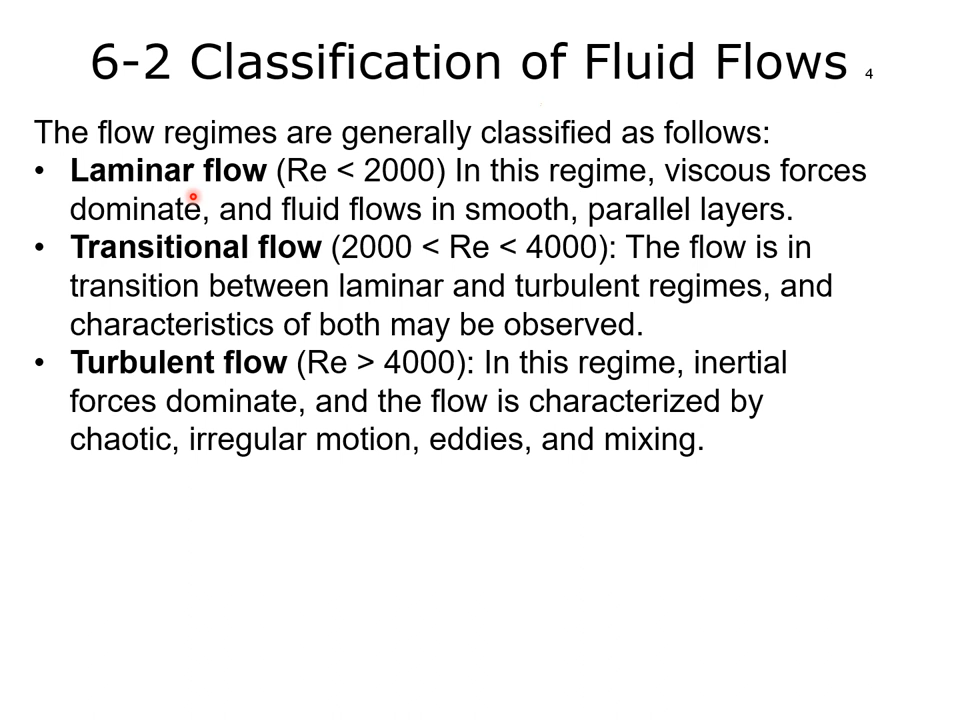 6-2 Classification of Fluid Flows 4
The flow regimes are generally classified as follows:
• Laminar flow (Re < 2000) In this regime, viscous forces
dominate, and fluid flows in smooth, parallel layers.
• Transitional flow (2000 < Re < 4000): The flow is in
transition between laminar and turbulent regimes, and
characteristics of both may be observed.
• Turbulent flow (Re > 4000): In this regime, inertial
forces dominate, and the flow is characterized by
chaotic, irregular motion, eddies, and mixing.